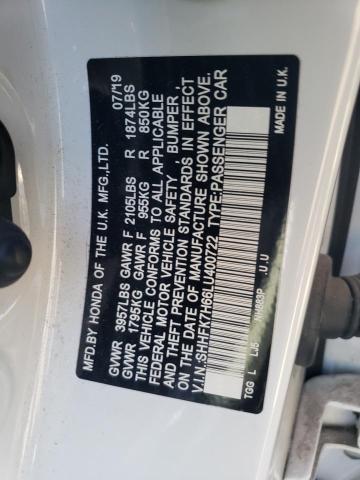 MFD.BY HONDA OF THE U.K. MFG.,LTD. 07/19
GVWR 3957LBS GAWR F 2105LBS R 1874LBS
GVWR 1795KG GAWR F 955KG R 850KG
THIS VEHICLE CONFORMS TO ALL APPLICABLE
FEDERAL MOTOR VEHICLE SAFETY , BUMPER ,
AND THEFT PREVENTION STANDARDS IN EFFECT
ON THE DATE OF MANUFACTURE SHOWN ABOVE.
V.I.N.:SHHFK7H66LU400722 TYPE:PASSENGER CAR
TGG L LJ5 NH883P .U.U MADE IN U.K.